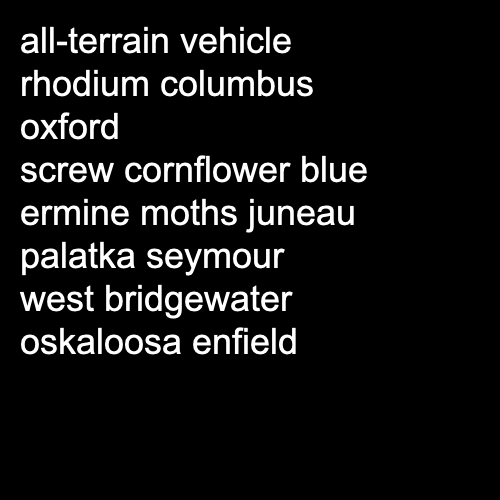 all-terrain vehicle
rhodium columbus
oxford
screw cornflower blue
ermine moths juneau
palatka seymour
west bridgewater
oskaloosa enfield